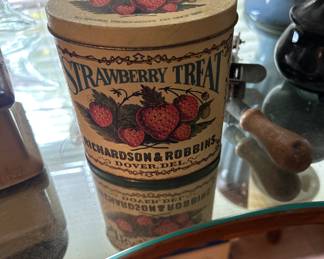 STRAWBERRY TREAT
RICHARDSON & ROBBINS
DOVER, DEL.